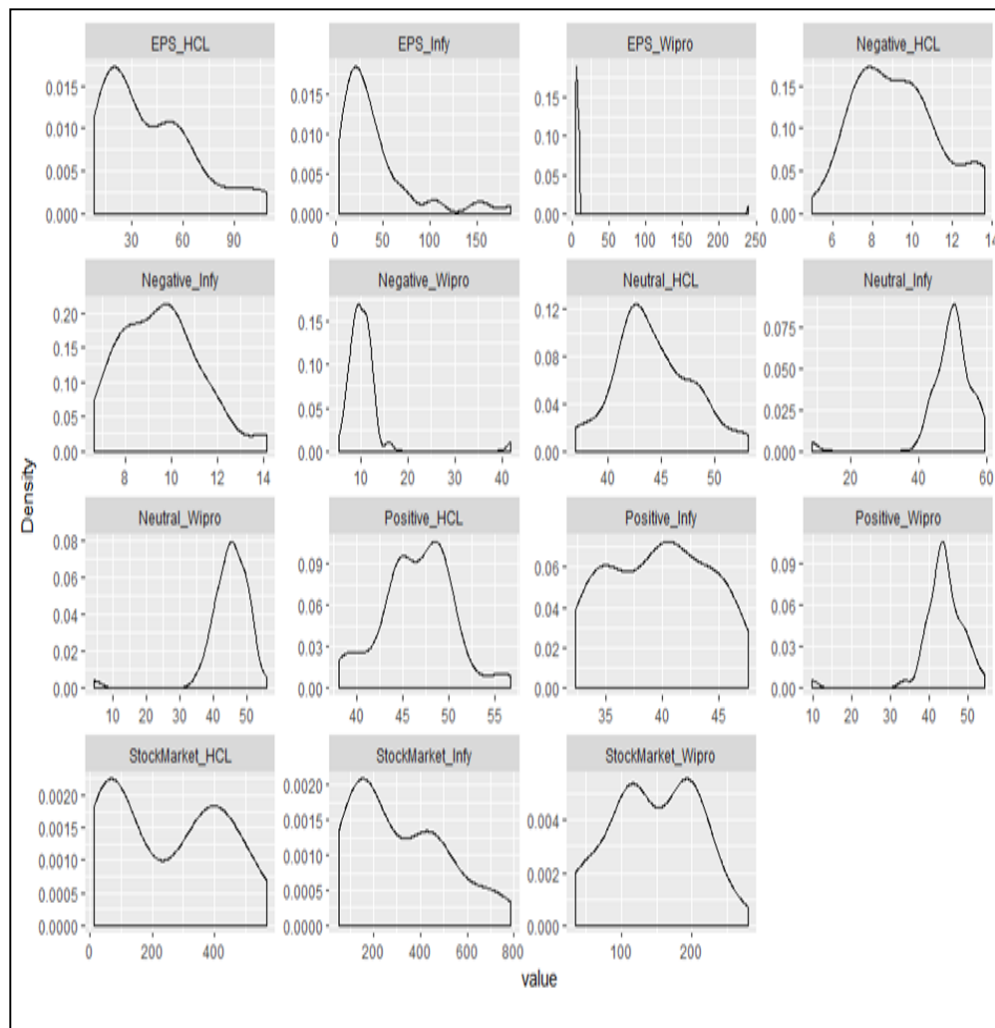 EPS_HCL
0.015
0.010
0.005
0.000
30 60 90
EPS_Infy
0.020
0.015
0.010
0.005
0.000
0 50 100 150
EPS_Wipro
0.15
0.10
0.05
0.00
0 50 100 150 200 250
Negative_HCL
0.15
0.10
0.05
0.00
6 8 10 12 14
Negative_Infy
0.20
0.15
0.10
0.05
0.00
8 10 12 14
Negative_Wipro
0.15
0.10
0.05
0.00
10 20 30 40
Neutral_HCL
0.12
0.08
0.04
0.00
40 45 50
Neutral_Infy
0.075
0.050
0.025
0.000
20 40 60
Density
Neutral_Wipro
0.08
0.06
0.04
0.02
0.00
10 20 30 40 50
Positive_HCL
0.09
0.06
0.03
0.00
40 45 50 55
Positive_Infy
0.06
0.04
0.02
0.00
35 40 45
Positive_Wipro
0.09
0.06
0.03
0.00
10 20 30 40 50
StockMarket_HCL
0.0020
0.0015
0.0010
0.0005
0.0000
0 200 400
StockMarket_Infy
0.0020
0.0015
0.0010
0.0005
0.0000
200 400 600 800
StockMarket_Wipro
0.004
0.002
0.000
100 200
value